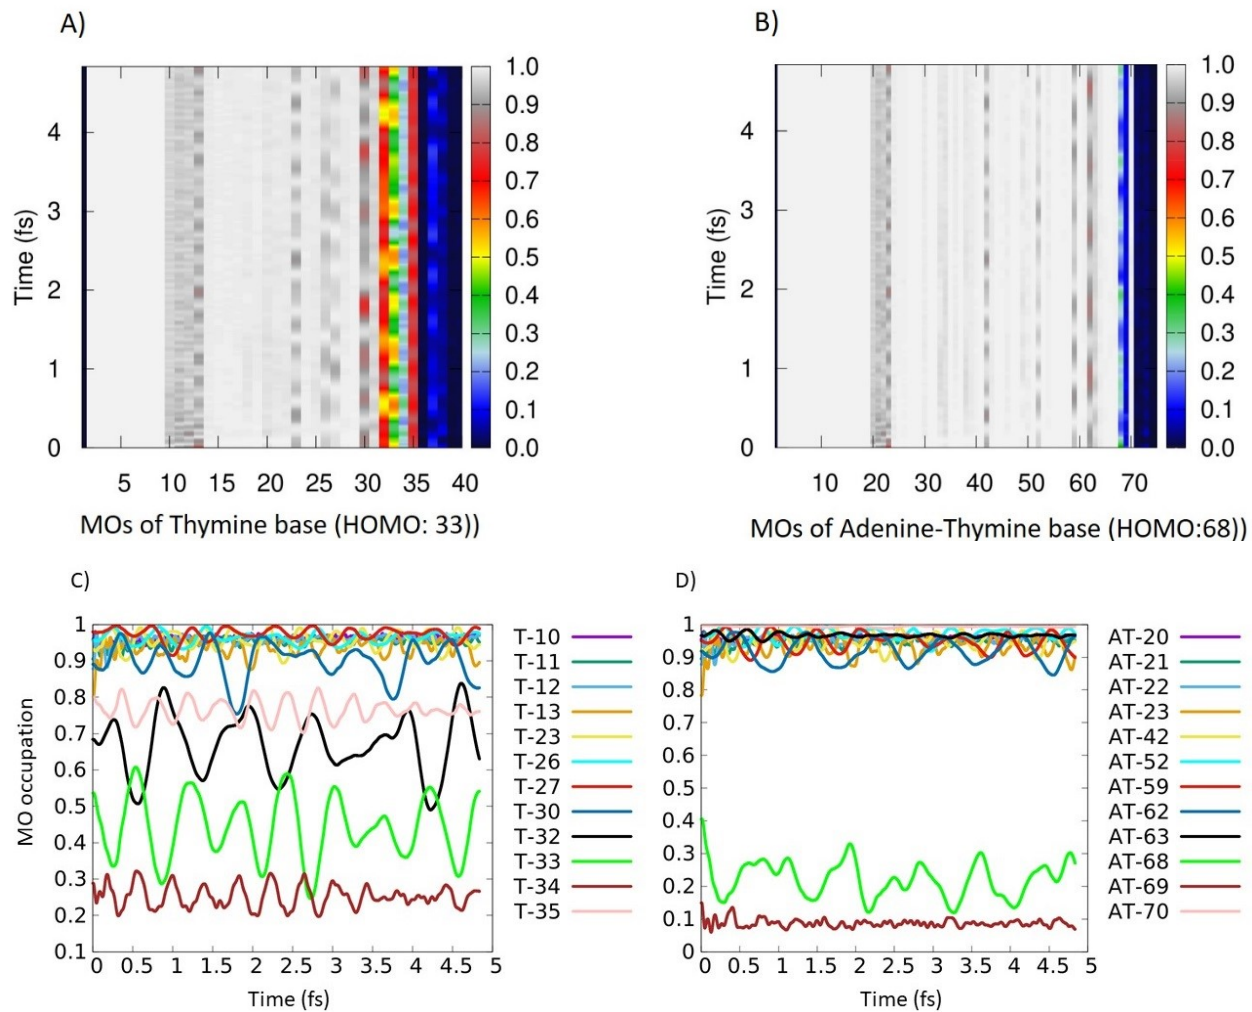 A)
B)
1.0
0.9
0.8
0.7
0.6
0.5
0.4
0.3
0.2
0.1
0.0
4
3
2
1
0
Time (fs)
5 10 15 20 25 30 35 40
MOs of Thymine base (HOMO: 33))
1.0
0.9
0.8
0.7
0.6
0.5
0.4
0.3
0.2
0.1
0.0
4
3
2
1
0
Time (fs)
10 20 30 40 50 60 70
MOs of Adenine-Thymine base (HOMO:68))
C)
1
0.9
0.8
0.7
0.6
0.5
0.4
0.3
0.2
0.1
MO occupation
0 0.5 1 1.5 2 2.5 3 3.5 4 4.5 5
Time (fs)
T-10
T-11
T-12
T-13
T-23
T-26
T-27
T-30
T-32
T-33
T-34
T-35
D)
1
0.9
0.8
0.7
0.6
0.5
0.4
0.3
0.2
0.1
0
0 0.5 1 1.5 2 2.5 3 3.5 4 4.5 5
Time (fs)
AT-20
AT-21
AT-22
AT-23
AT-42
AT-52
AT-59
AT-62
AT-63
AT-68
AT-69
AT-70